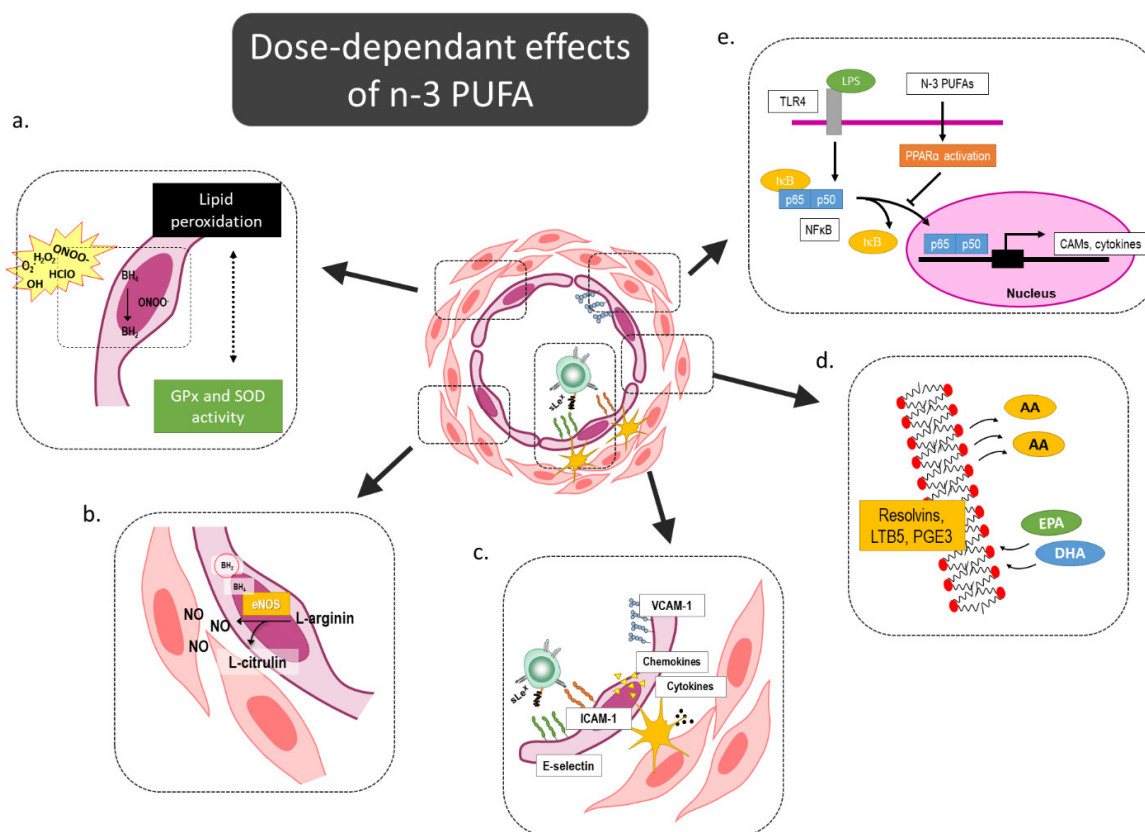 Dose-dependant effects
of n-3 PUFA
a.
Lipid
peroxidation
O₂⁻
H₂O₂
ONOO⁻
OH
HClO
BH₄
ONOO⁻
BH₂
GPx and SOD
activity
b.
BH₂
BH₄
eNOS
NO
NO
NO
L-arginin
L-citrulin
sLeˣ
c.
VCAM-1
Chemokines
Cytokines
sLeˣ
ICAM-1
E-selectin
d.
AA
AA
Resolvins,
LTB5, PGE3
EPA
DHA
e.
LPS
TLR4
N-3 PUFAs
PPARα activation
IκB
p65 p50
NFκB
IκB
p65 p50
CAMs, cytokines
Nucleus